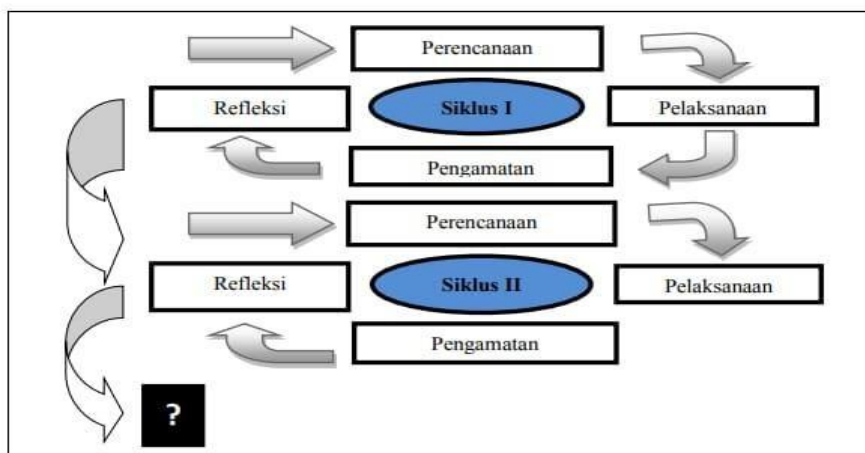 Perencanaan
Refleksi
Siklus I
Pelaksanaan
Pengamatan
Perencanaan
Refleksi
Siklus II
Pelaksanaan
Pengamatan
?